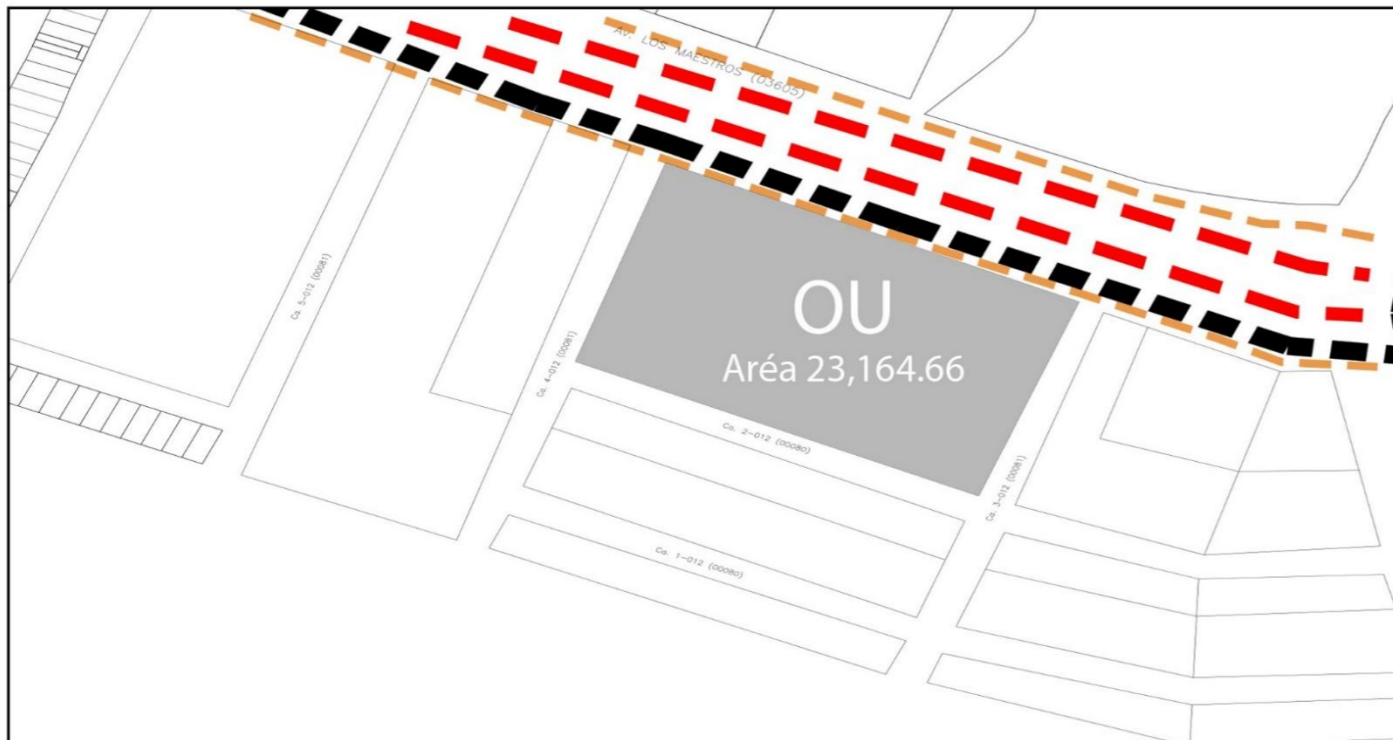 AV. LOS MAESTROS (03605)
Ca. 5-012 (00081)
Ca. 4-012 (00081)
OU
Aréa 23,164.66
Ca. 2-012 (00080)
Ca. 3-012 (00081)
Ca. 1-012 (00080)